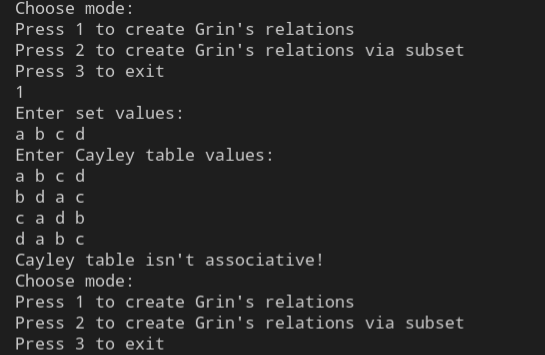 Choose mode:
Press 1 to create Grin's relations
Press 2 to create Grin's relations via subset
Press 3 to exit
1
Enter set values:
a b c d
Enter Cayley table values:
a b c d
b d a c
c a d b
d a b c
Cayley table isn't associative!
Choose mode:
Press 1 to create Grin's relations
Press 2 to create Grin's relations via subset
Press 3 to exit